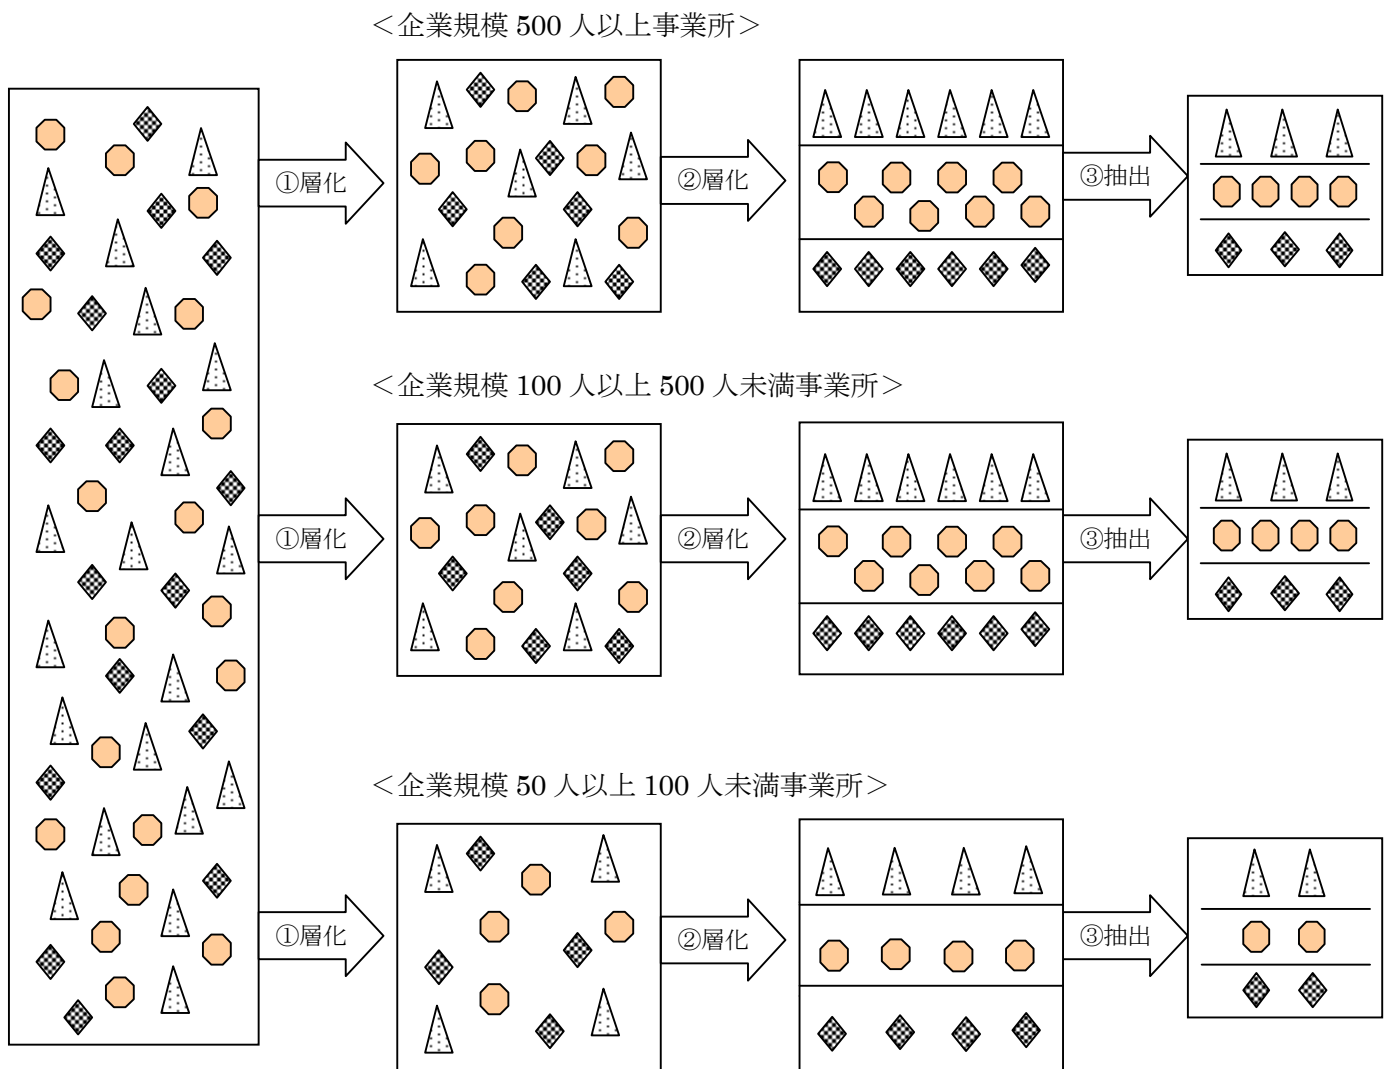 ＜企業規模 500 人以上事業所＞
①層化
②層化
③抽出
＜企業規模 100 人以上 500 人未満事業所＞
①層化
②層化
③抽出
＜企業規模 50 人以上 100 人未満事業所＞
①層化
②層化
③抽出